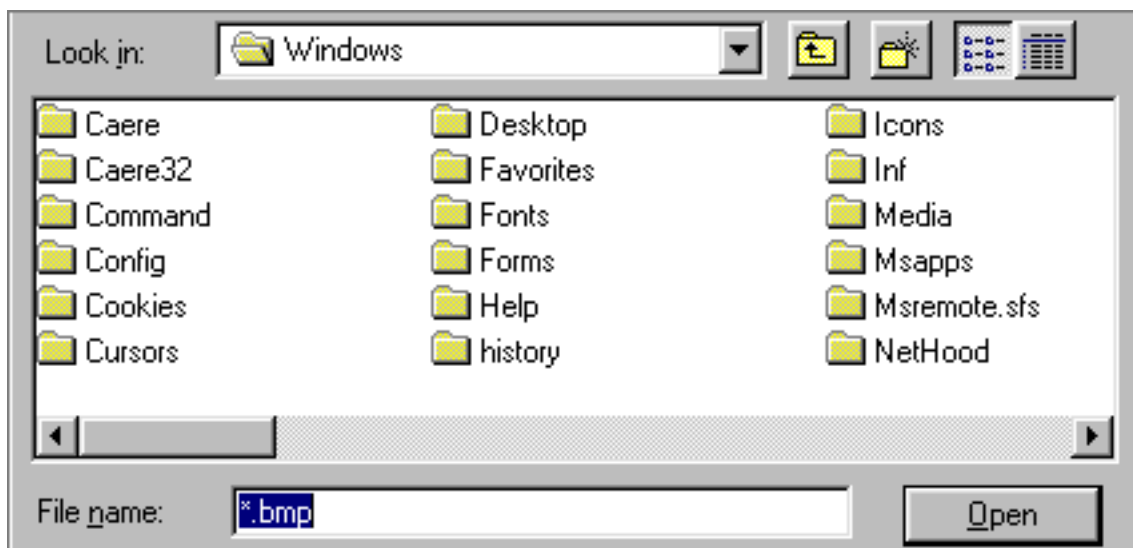 Look in: Windows
Caere Desktop Icons
Caere32 Favorites Inf
Command Fonts Media
Config Forms Msapps
Cookies Help Msremote.sfs
Cursors history NetHood
File name: *.bmp Open